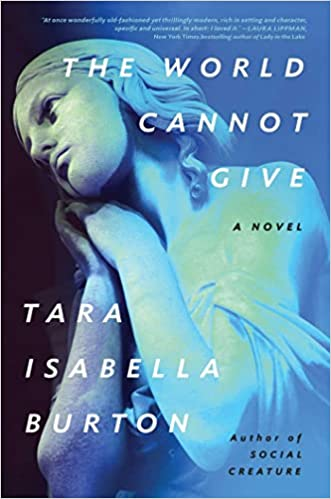 "At once wonderfully old-fashioned yet thrillingly modern, rich in setting and character,
specific and universal. In short: I loved it." —LAURA LIPPMAN,
New York Times bestselling author of Lady in the Lake
THE WORLD
CANNOT
GIVE
A NOVEL
TARA
ISABELLA
BURTON
Author of
SOCIAL
CREATURE